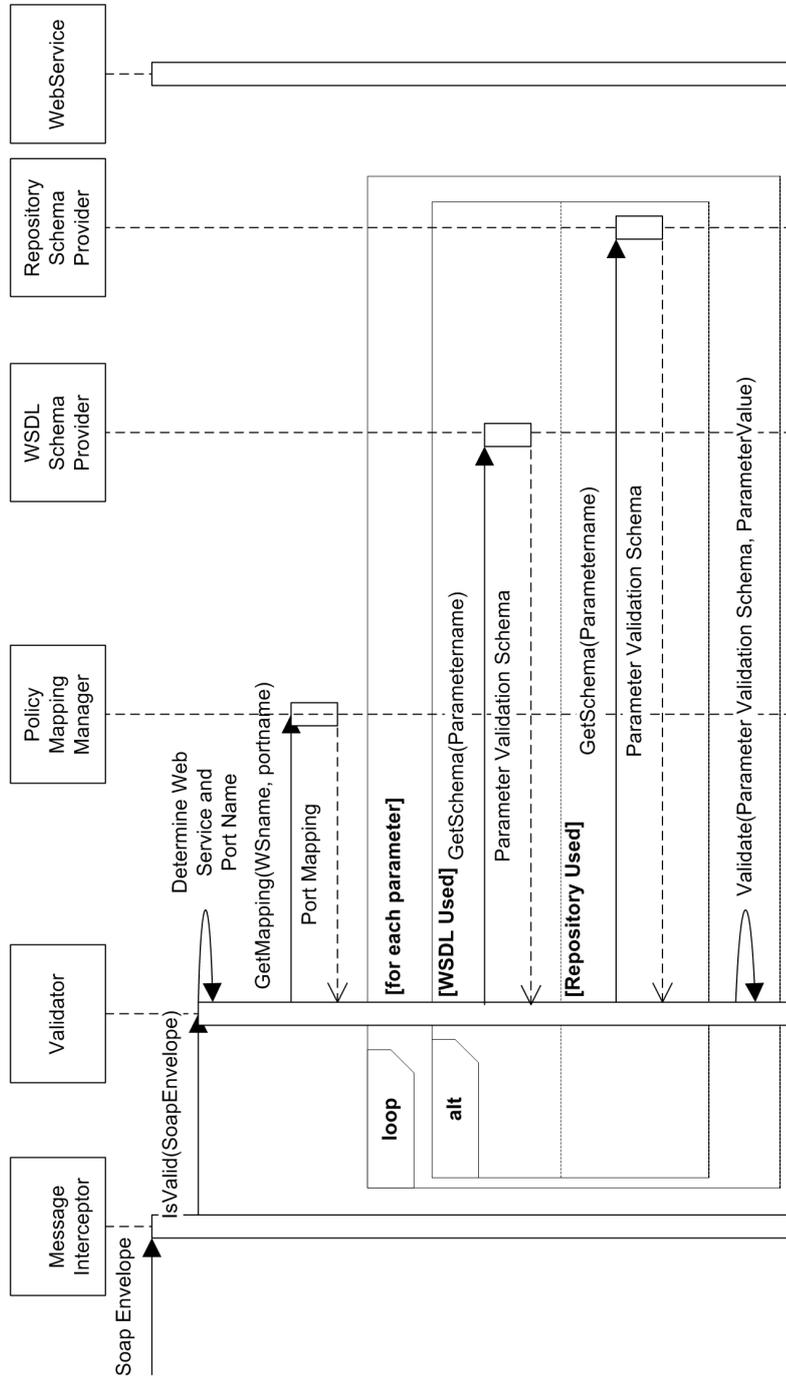 Message
Interceptor
Validator
Policy
Mapping
Manager
WSDL
Schema
Provider
Repository
Schema
Provider
WebService
Soap Envelope
IsValid(SoapEnvelope)
Determine Web
Service and
Port Name
GetMapping(WSname, portname)
Port Mapping
loop
[for each parameter]
alt
[WSDL Used]
GetSchema(Parametername)
Parameter Validation Schema
[Repository Used]
GetSchema(Parametername)
Parameter Validation Schema
Validate(Parameter Validation Schema, ParameterValue)